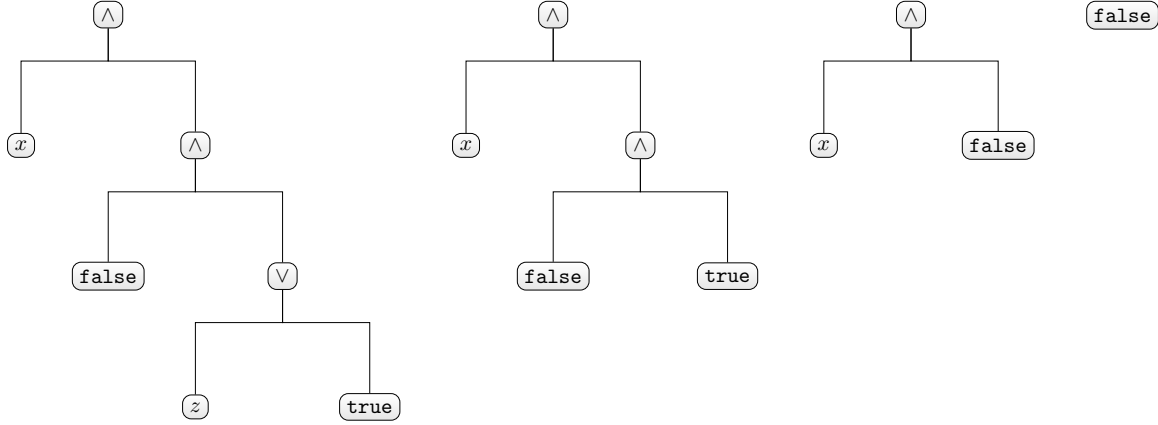 ∧ ∧ ∧ false
x ∧ x ∧ x false
false ∨ false true
z true